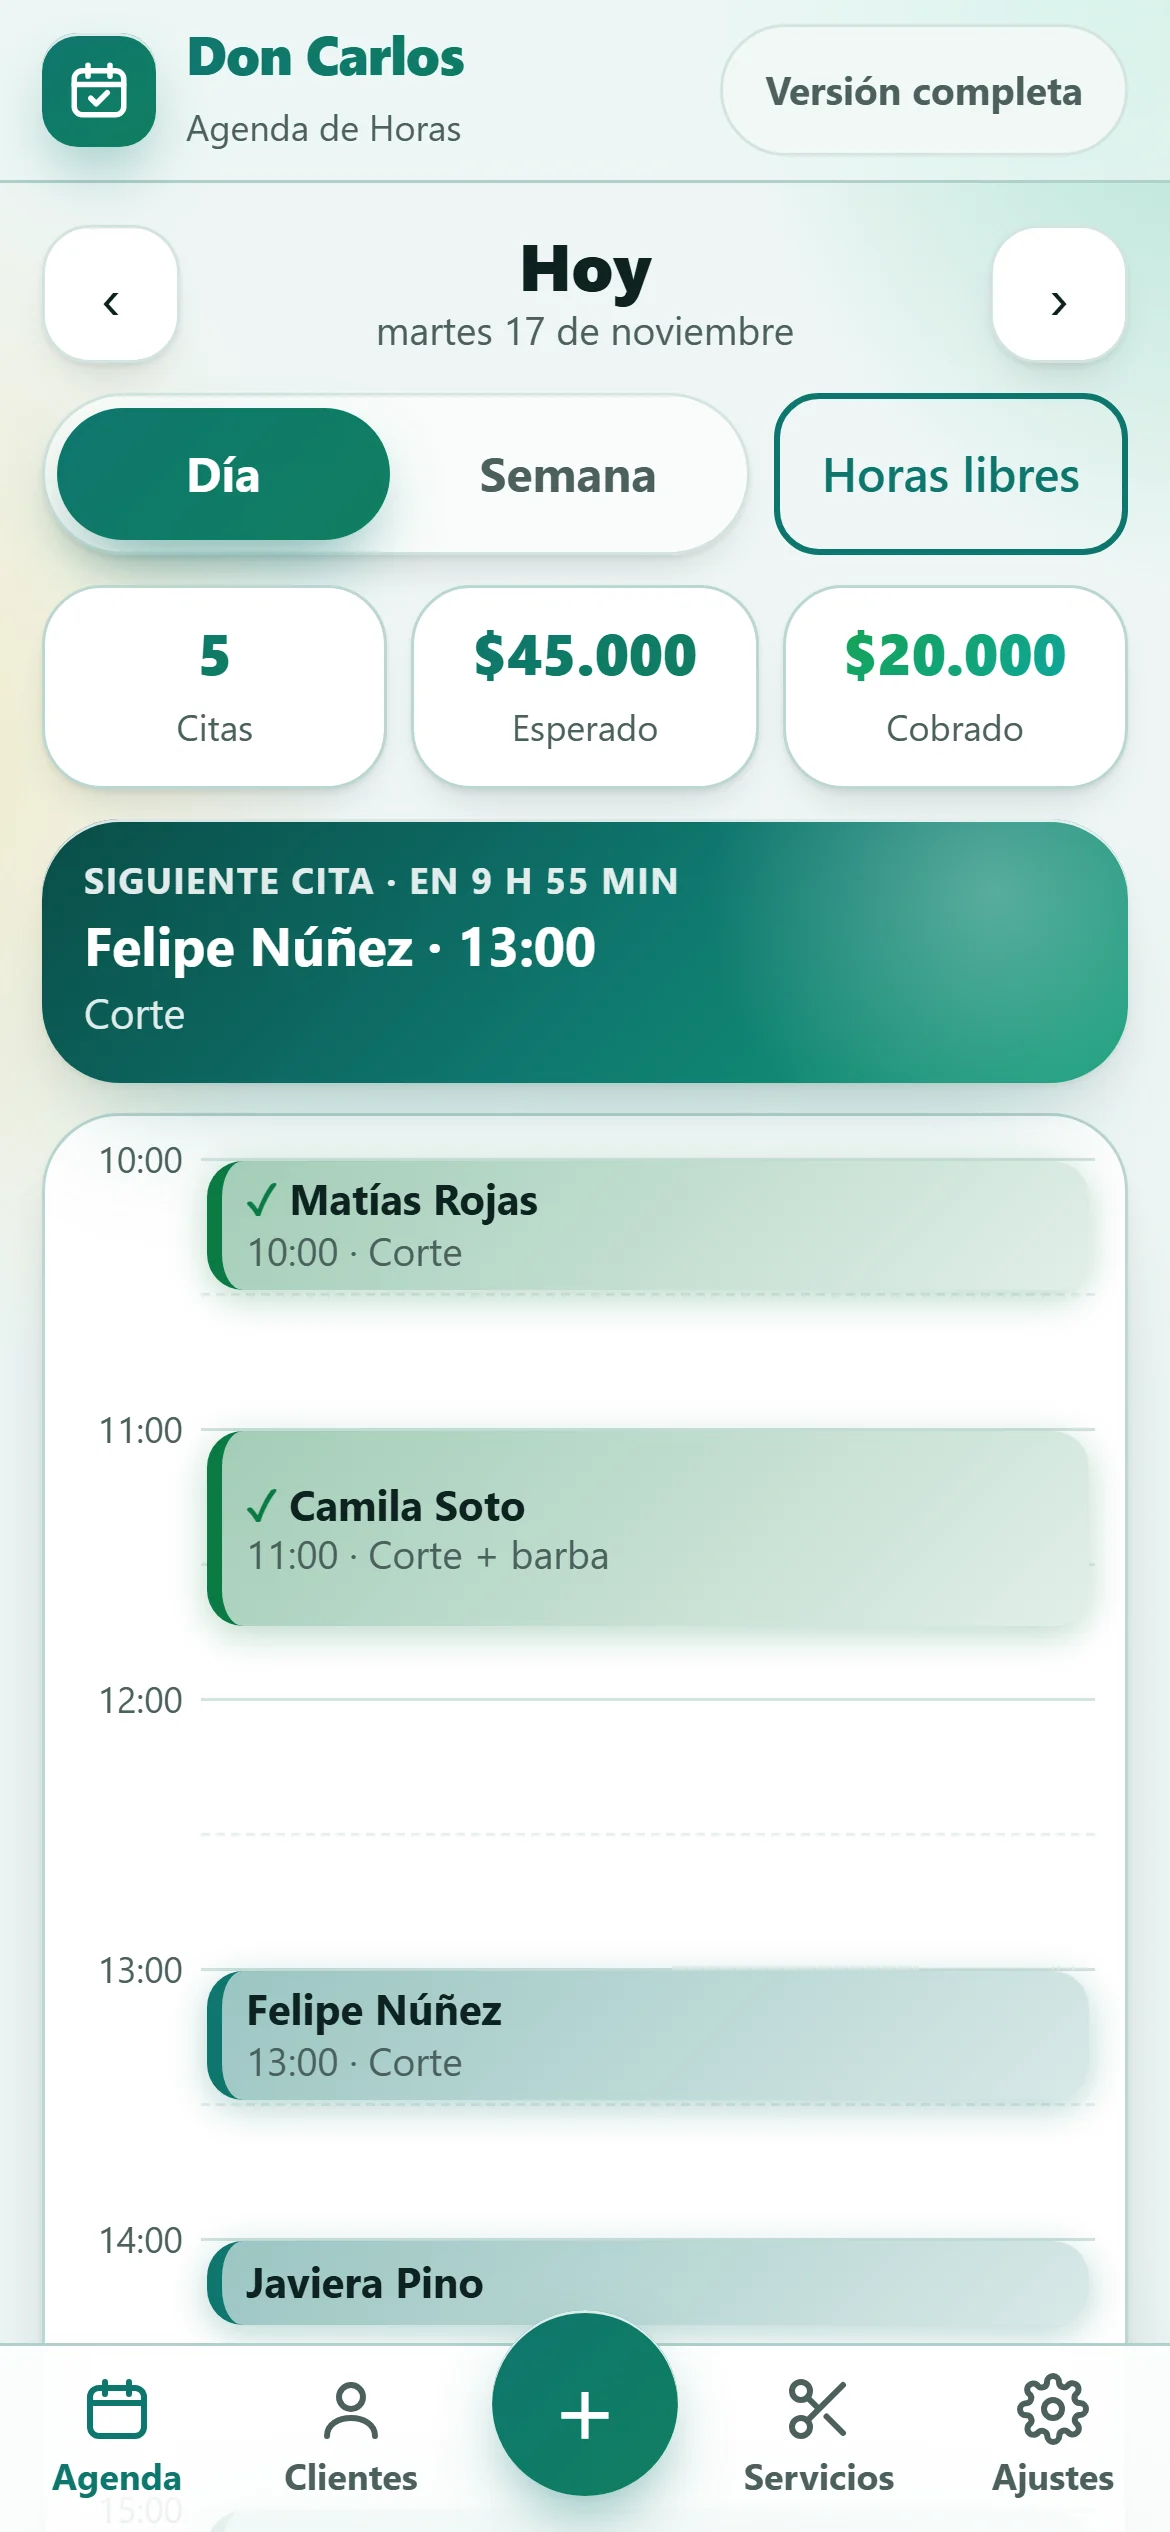 Don Carlos
Agenda de Horas
Versión completa
‹
Hoy
martes 17 de noviembre
›
Día
Semana
Horas libres
5
Citas
$45.000
Esperado
$20.000
Cobrado
SIGUIENTE CITA · EN 9 H 55 MIN
Felipe Núñez · 13:00
Corte
10:00
✓ Matías Rojas
10:00 · Corte
11:00
✓ Camila Soto
11:00 · Corte + barba
12:00
13:00
Felipe Núñez
13:00 · Corte
14:00
Javiera Pino
+
Agenda
Clientes
Servicios
Ajustes
15:00